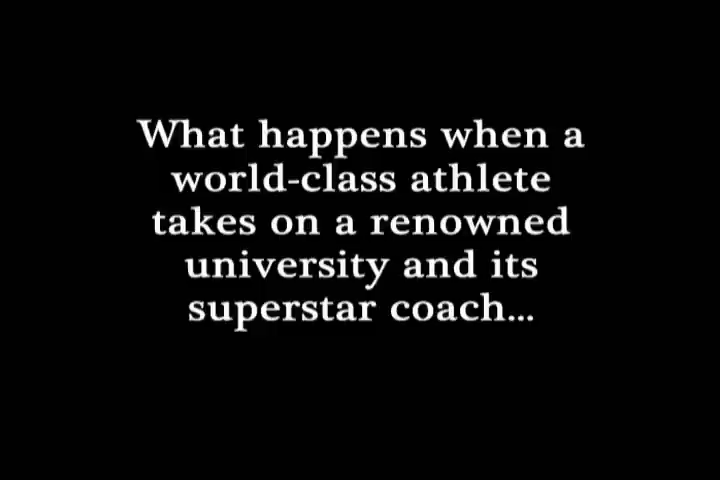 What happens when a
world-class athlete
takes on a renowned
university and its
superstar coach...